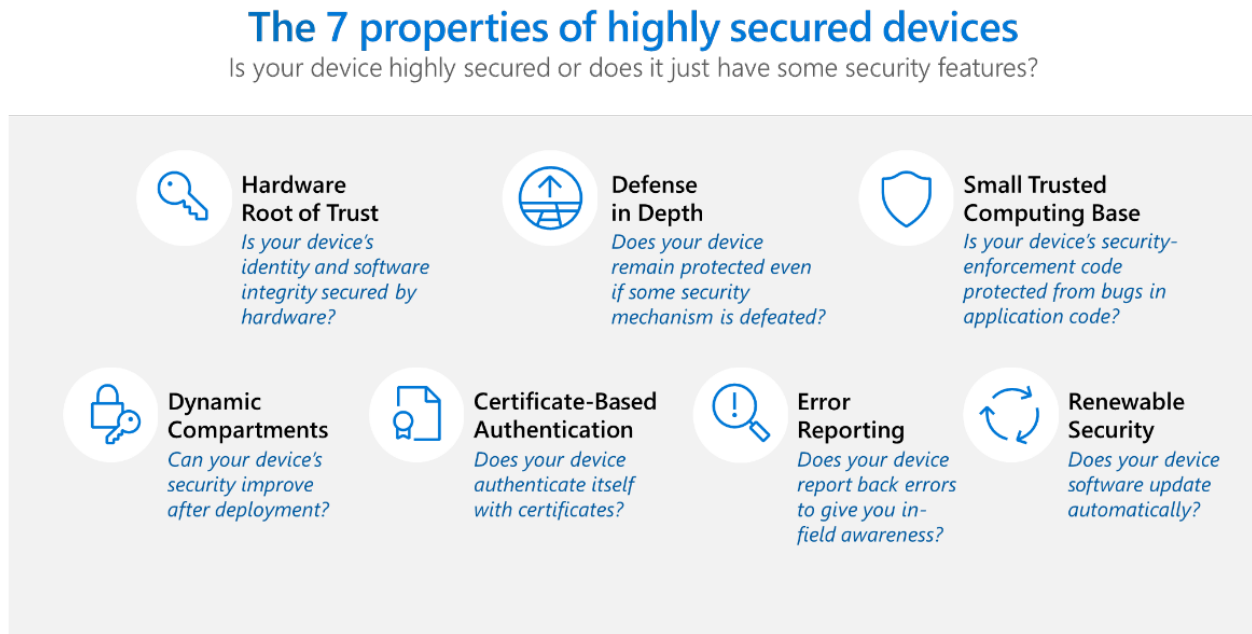 The 7 properties of highly secured devices
Is your device highly secured or does it just have some security features?
Hardware
Root of Trust
Is your device's
identity and software
integrity secured by
hardware?
Defense
in Depth
Does your device
remain protected even
if some security
mechanism is defeated?
Small Trusted
Computing Base
Is your device's security-
enforcement code
protected from bugs in
application code?
Dynamic
Compartments
Can your device's
security improve
after deployment?
Certificate-Based
Authentication
Does your device
authenticate itself
with certificates?
Error
Reporting
Does your device
report back errors
to give you in-
field awareness?
Renewable
Security
Does your device
software update
automatically?